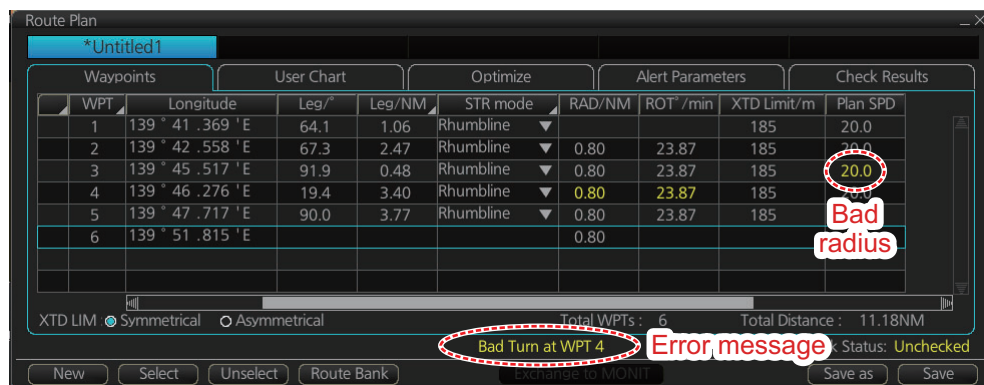 Route Plan
*Untitled1
Waypoints User Chart Optimize Alert Parameters Check Results
WPT Longitude Leg/° Leg/NM STR mode RAD/NM ROT°/min XTD Limit/m Plan SPD
1 139 ° 41 .369 'E 64.1 1.06 Rhumbline 185 20.0
2 139 ° 42 .558 'E 67.3 2.47 Rhumbline 0.80 23.87 185 20.0
3 139 ° 45 .517 'E 91.9 0.48 Rhumbline 0.80 23.87 185 20.0
4 139 ° 46 .276 'E 19.4 3.40 Rhumbline 0.80 23.87 185 20.0
5 139 ° 47 .717 'E 90.0 3.77 Rhumbline 0.80 23.87 185
Bad
radius
6 139 ° 51 .815 'E 0.80
XTD LIM : Symmetrical Asymmetrical Total WPTs : 6 Total Distance : 11.18NM
Bad Turn at WPT 4 Error message Status: Unchecked
New Select Unselect Route Bank Exchange to MONIT Save as Save